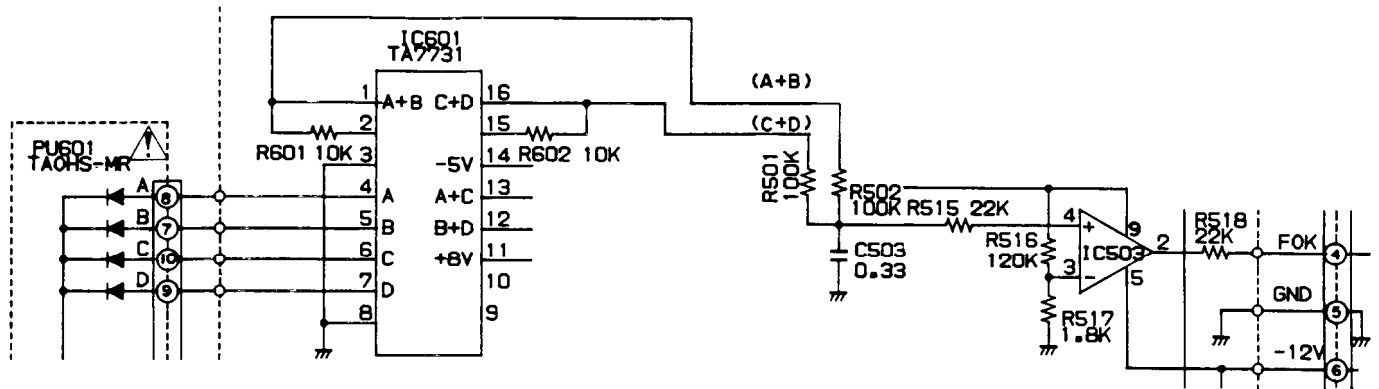 IC601
TA7731
1 A+B C+D 16
2 15
R601 10K
R602 10K
3 -5V 14
4 A A+C 13
5 B B+D 12
6 C +8V 11
7 D 10
8 9
PU601
TAOHS-MR
A 8
B 7
C 10
D 9
(A+B)
(C+D)
R501
100K
R502
100K
R515 22K
C503
0.33
R516
120K
R517
1.8K
4 +
3 -
IC503
9
2
5
R518
22K
FOK 4
GND 5
-12V 6